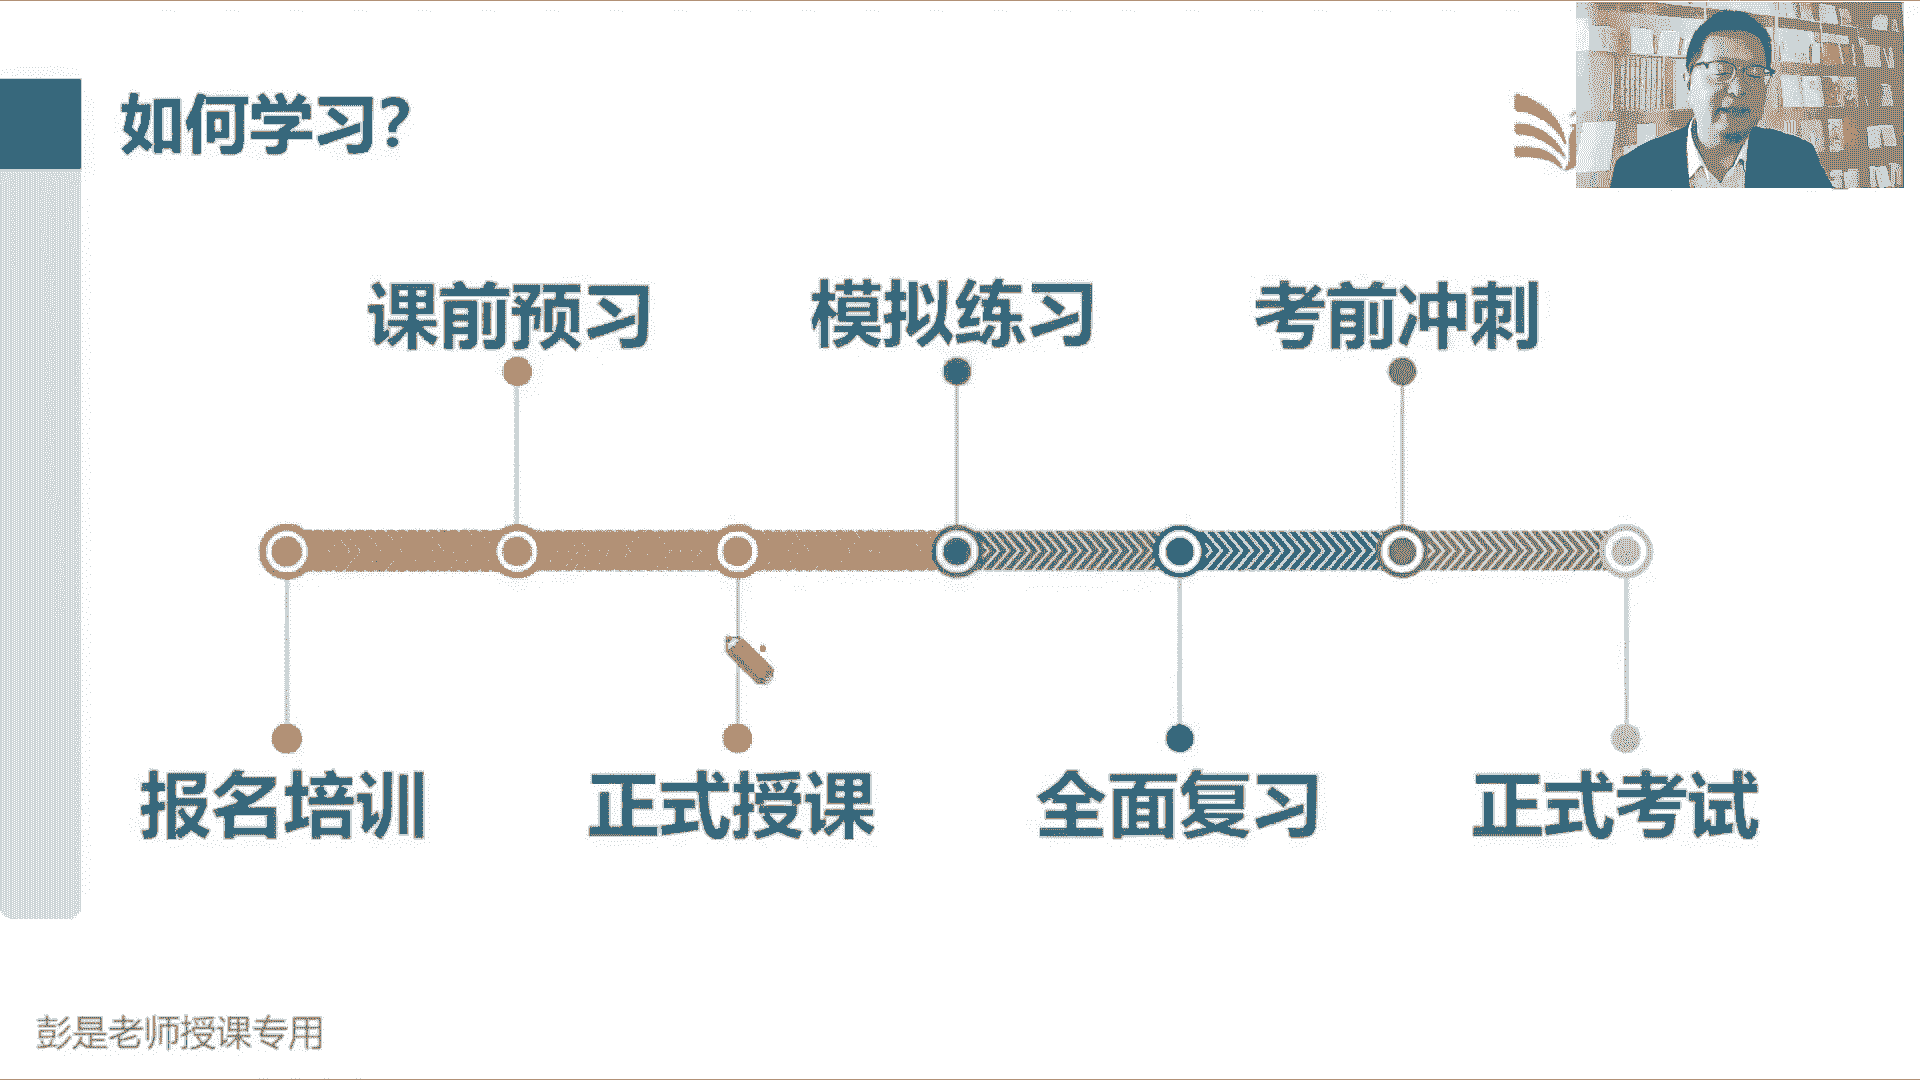 如何学习?
课前预习
模拟练习
考前冲刺
报名培训
正式授课
全面复习
正式考试
彭是老师授课专用